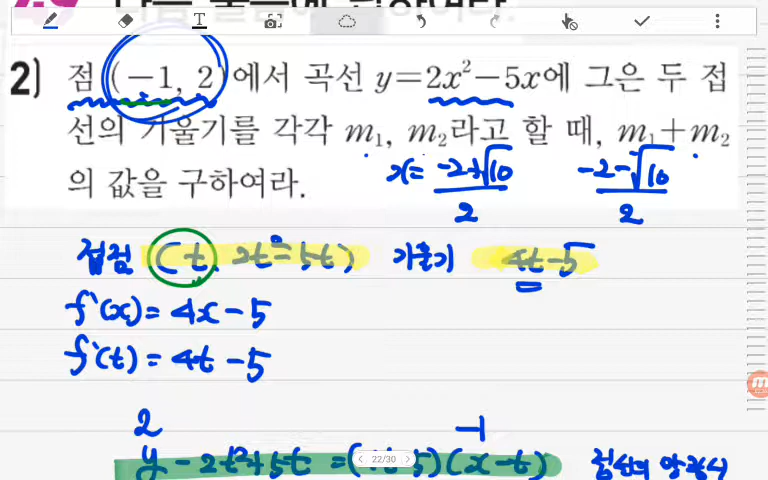 2) 점 (-1, 2)에서 곡선 y=2x²-5x에 그은 두 접
선의 기울기를 각각 m₁, m₂라고 할 때, m₁+m₂
의 값을 구하여라.
x= -2+√10/2   -2-√10/2
접점 (t, 2t²-5t) 기울기 4t-5
f'(x)= 4x-5
f'(t)= 4t-5
2   -1
y-2t²+5t=(4t-5)(x-t) 접선의 방정식
22/30